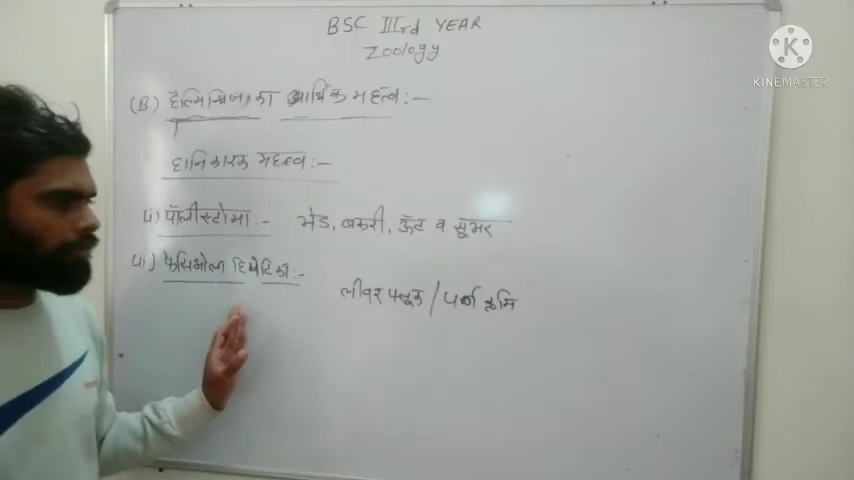 BSC IIIrd YEAR
Zoology
(B) हेल्मिन्थिज का आर्थिक महत्व :-
हानिकारक महत्व :-
(i) पॉलीस्टोमा :- भेड, बकरी, ऊँट व सूअर
(ii) फेसिओला हिपेटिका :-
लीवर फ्लूक / पर्ण कृमि
K
KINEMASTER